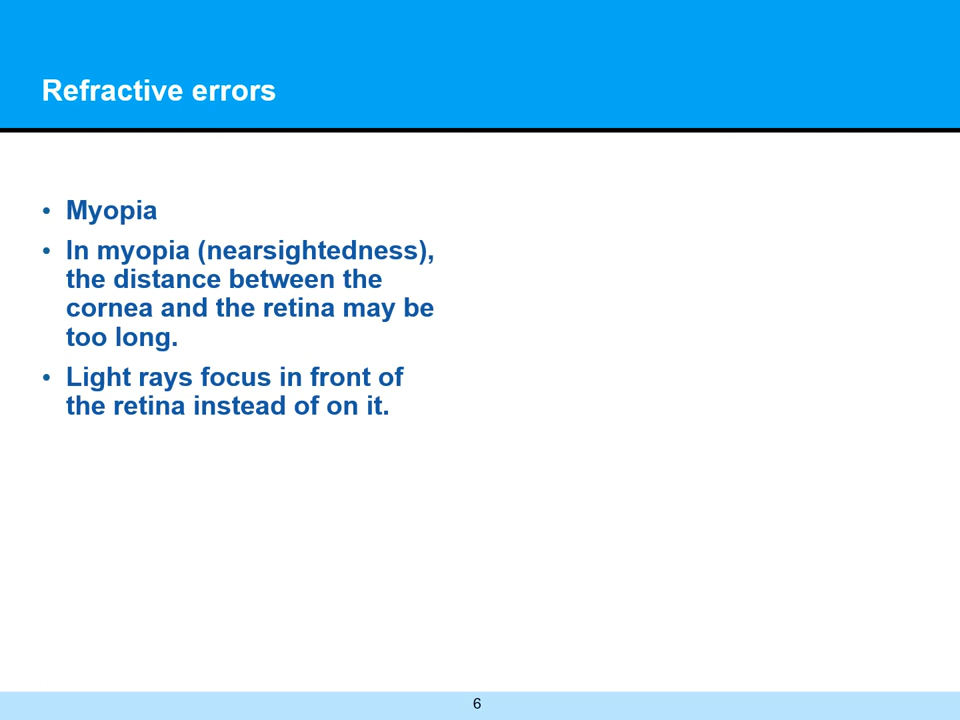 Refractive errors
• Myopia
• In myopia (nearsightedness),
the distance between the
cornea and the retina may be
too long.
• Light rays focus in front of
the retina instead of on it.
6